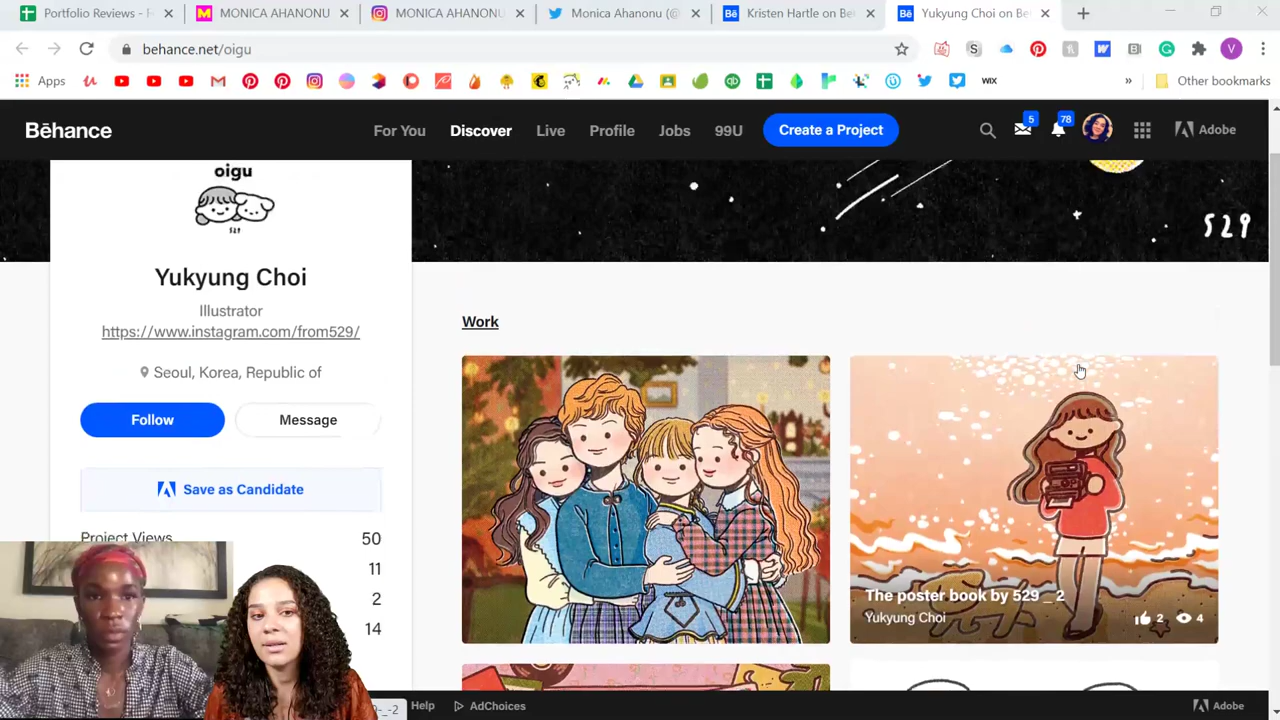 Portfolio Reviews - F
MONICA AHANONU
MONICA AHANONU
Monica Ahanonu (@
Kristen Hartle on Be
Yukyung Choi on Be
behance.net/oigu
V
Apps
WIX
»
Other bookmarks
Bēhance
For You
Discover
Live
Profile
Jobs
99U
Create a Project
5
78
Adobe
oigu
529
529
Yukyung Choi
Illustrator
https://www.instagram.com/from529/
Seoul, Korea, Republic of
Follow
Message
Save as Candidate
Project Views
50
11
2
14
Work
The poster book by 529 _ 2
Yukyung Choi
2
4
Help
AdChoices
Adobe